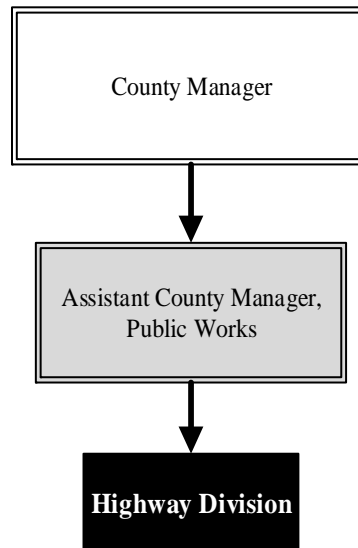 County Manager
Assistant County Manager,
Public Works
Highway Division